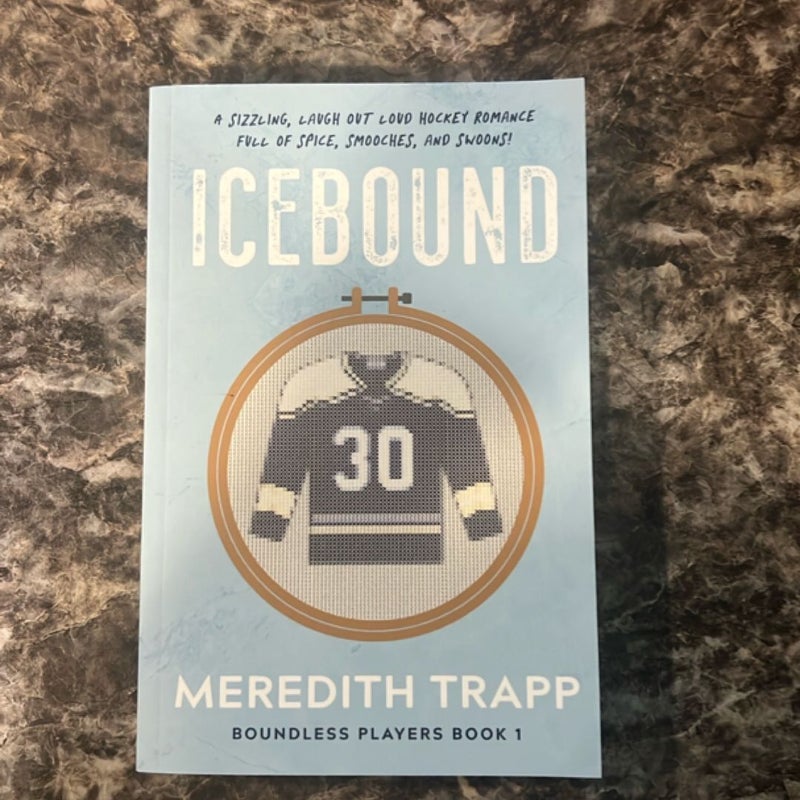 A SIZZLING, LAUGH OUT LOUD HOCKEY ROMANCE
FULL OF SPICE, SMOOCHES, AND SWOONS!
ICEBOUND
30
MEREDITH TRAPP
BOUNDLESS PLAYERS BOOK 1